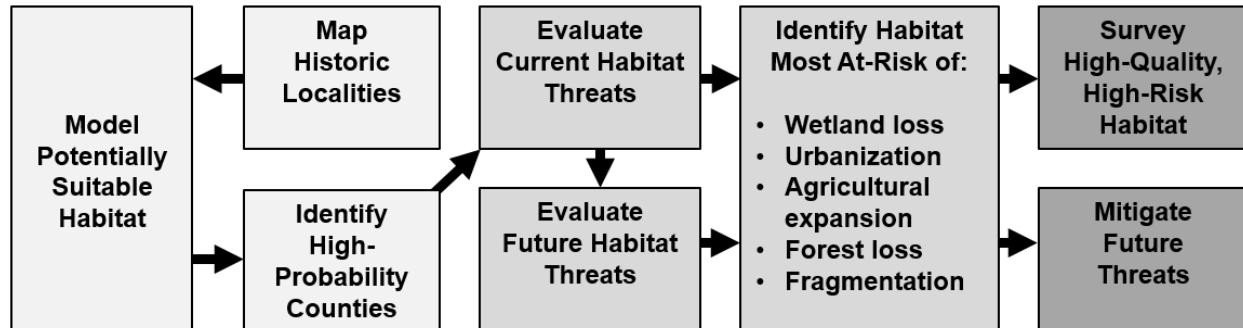 Model
Potentially
Suitable
Habitat
Map
Historic
Localities
Identify
High-
Probability
Counties
Evaluate
Current Habitat
Threats
Evaluate
Future Habitat
Threats
Identify Habitat
Most At-Risk of:
• Wetland loss
• Urbanization
• Agricultural
expansion
• Forest loss
• Fragmentation
Survey
High-Quality,
High-Risk
Habitat
Mitigate
Future
Threats